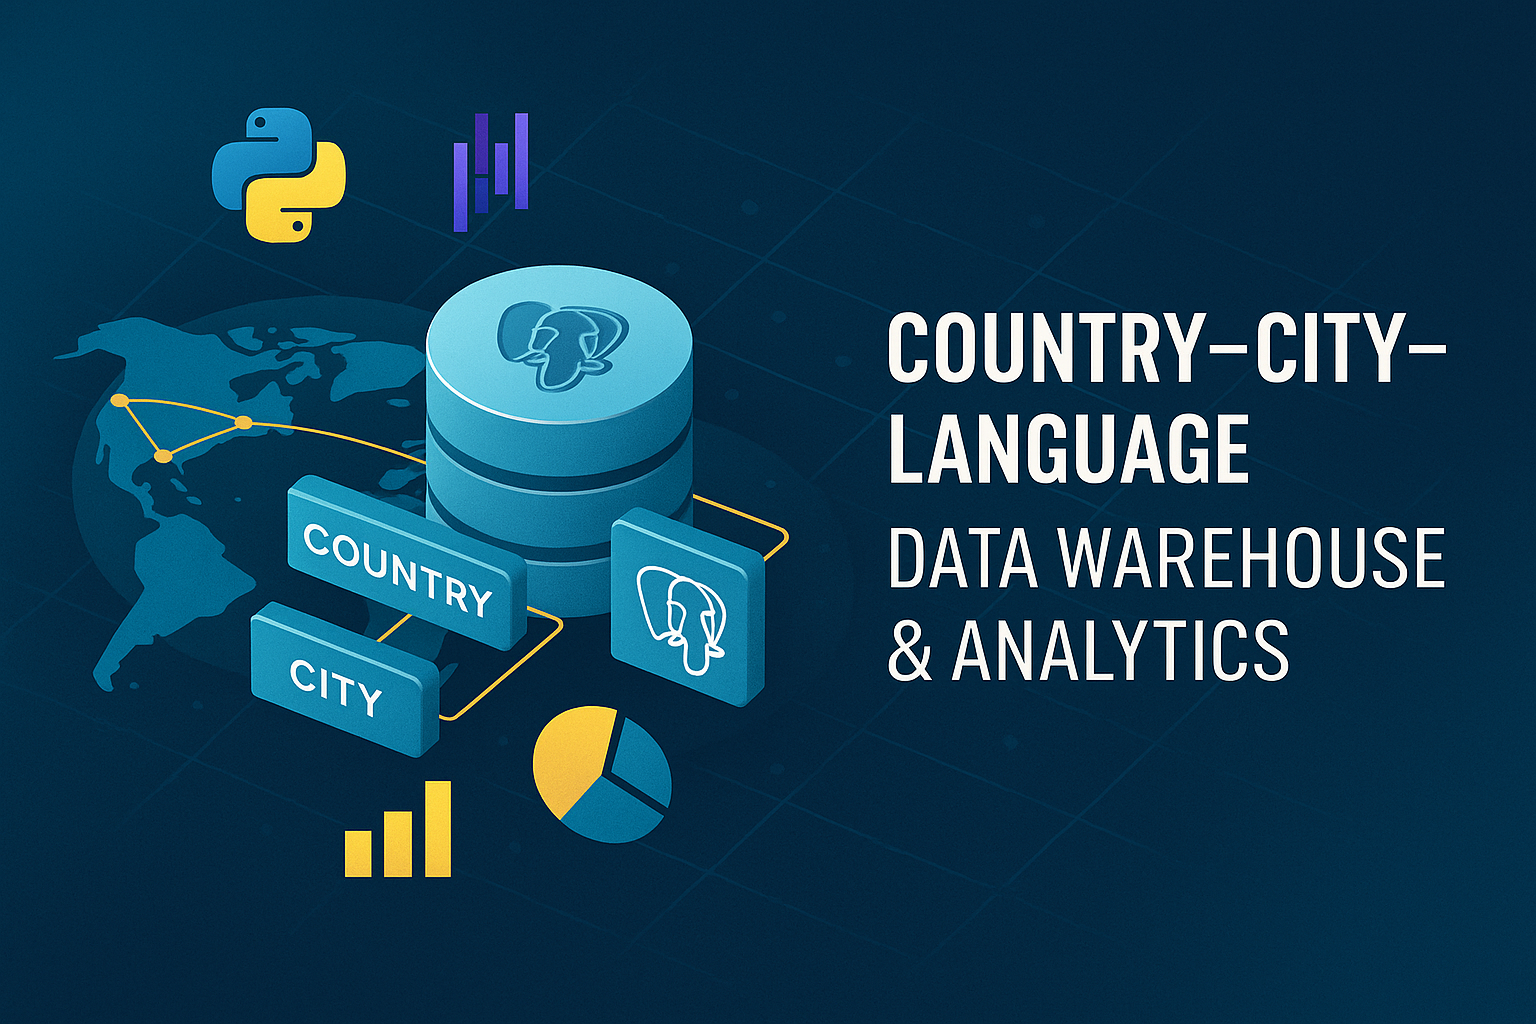 COUNTRY
CITY
COUNTRY–CITY–
LANGUAGE
DATA WAREHOUSE
& ANALYTICS